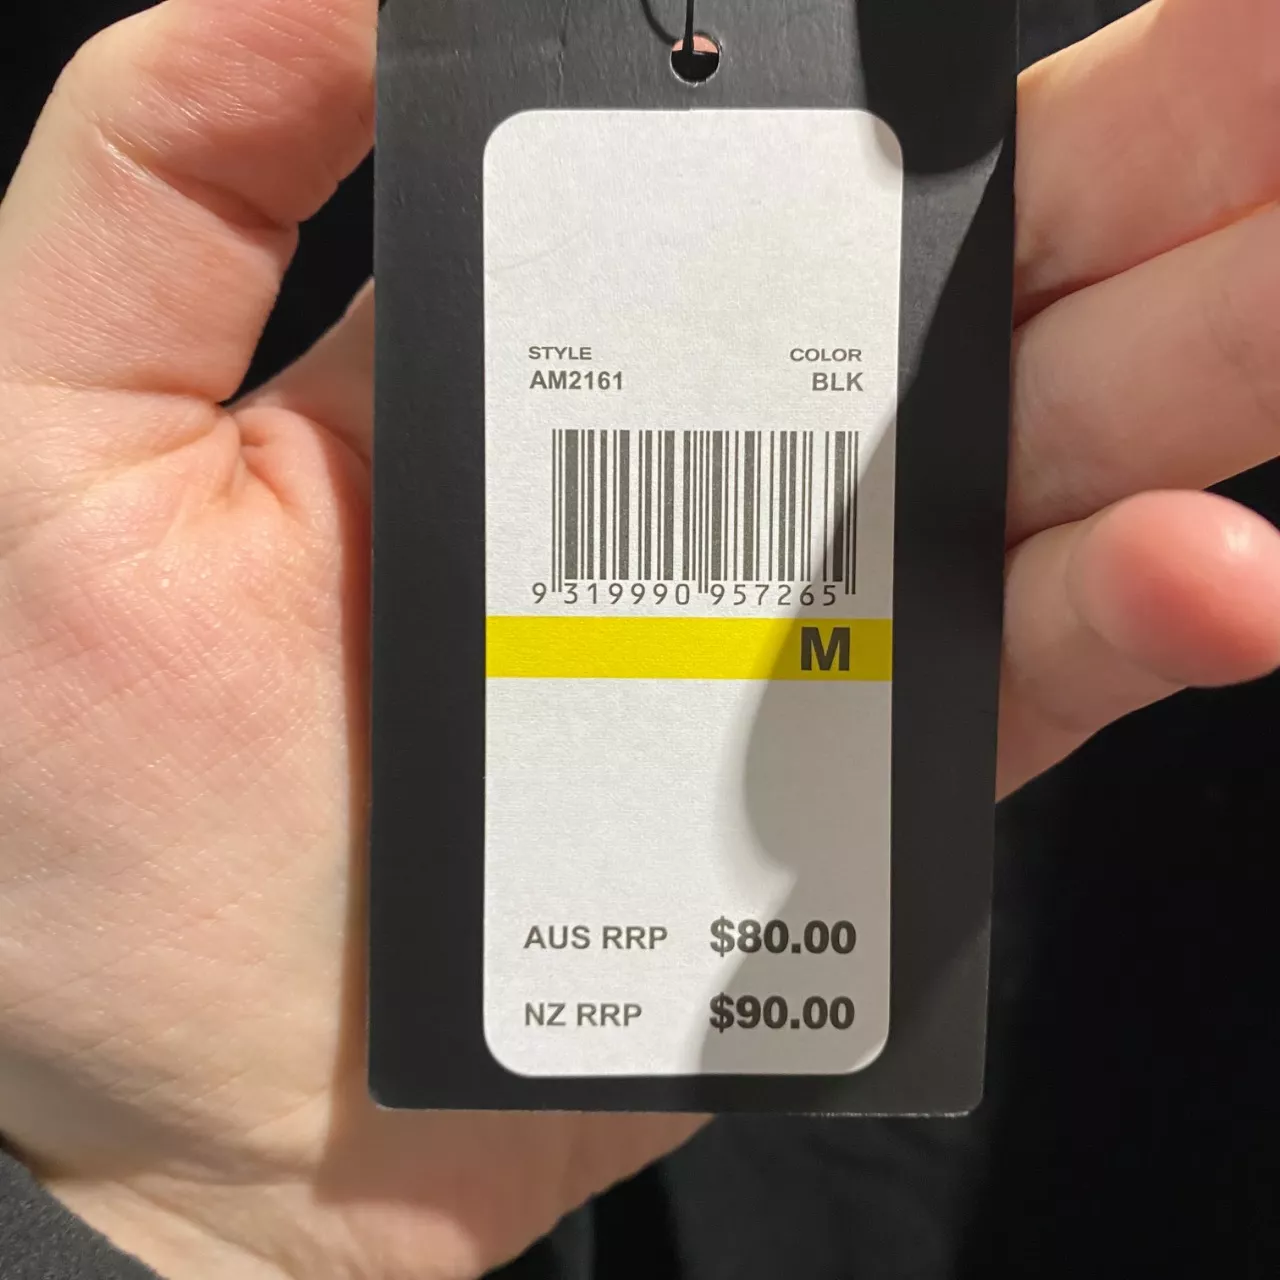 STYLE COLOR
AM2161 BLK
9 319990 957265
M
AUS RRP $80.00
NZ RRP $90.00